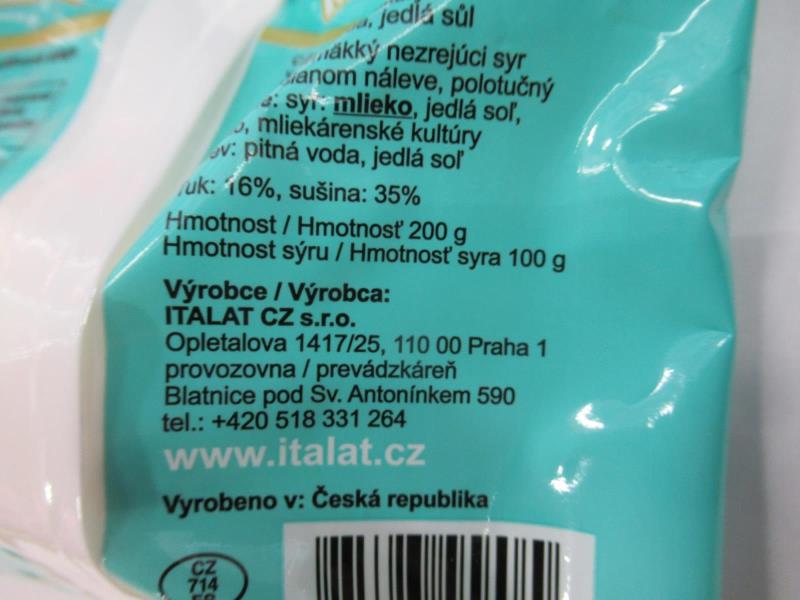 jedlá sůl
mäkký nezrejúci syr
náleve, polotučný
syr: mlieko, jedlá soľ,
mliekárenské kultúry
pitná voda, jedlá soľ
16%, sušina: 35%
Hmotnost / Hmotnosť 200 g
Hmotnost sýru / Hmotnosť syra 100 g
Výrobce / Výrobca:
ITALAT CZ s.r.o.
Opletalova 1417/25, 110 00 Praha 1
provozovna / prevádzkáreň
Blatnice pod Sv. Antonínkem 590
tel.: +420 518 331 264
www.italat.cz
Vyrobeno v: Česká republika
CZ
714